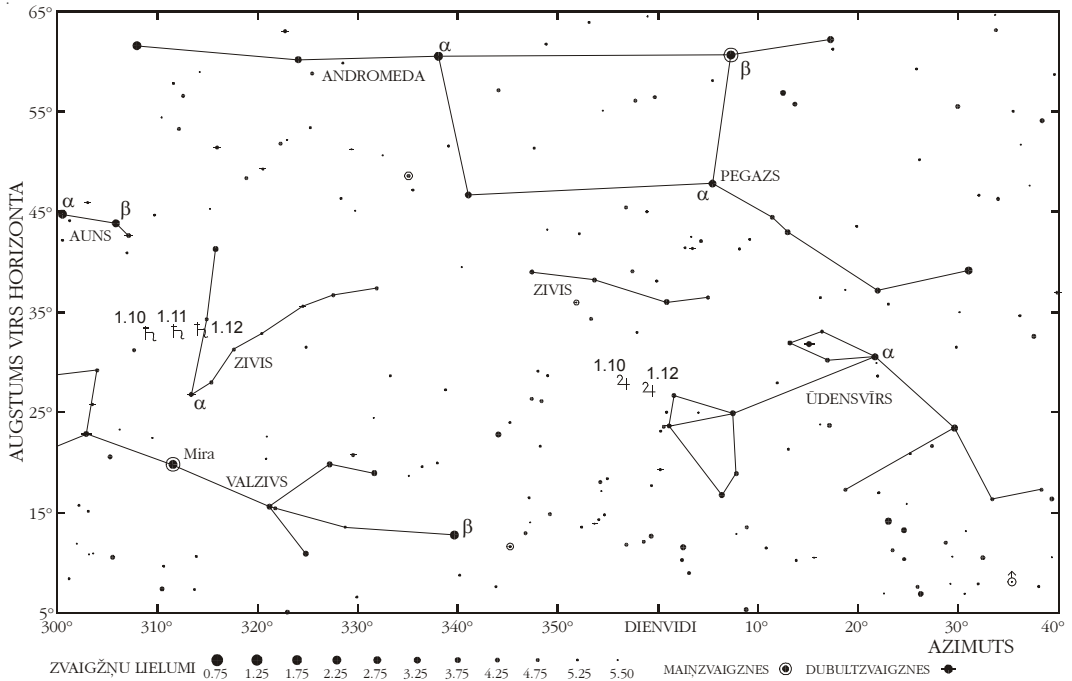 65°
α
ANDROMEDA
β
55°
PEGAZS
α
α
β
45°
AUNS
AUGSTUMS VIRS HORIZONTA
ZIVIS
35°
1.10 1.11 1.12
ZIVIS
α
1.10 1.12
α
ŪDENSVĪRS
25°
α
Mira
VALZIVS
15°
β
5°
300° 310° 320° 330° 340° 350° DIENVIDI 10° 20° 30° 40°
AZIMUTS
ZVAIGŽŅU LIELUMI 0.75 1.25 1.75 2.25 2.75 3.25 3.75 4.25 4.75 5.25 5.50 MAIŅZVAIGZNES DUBULTZVAIGZNES